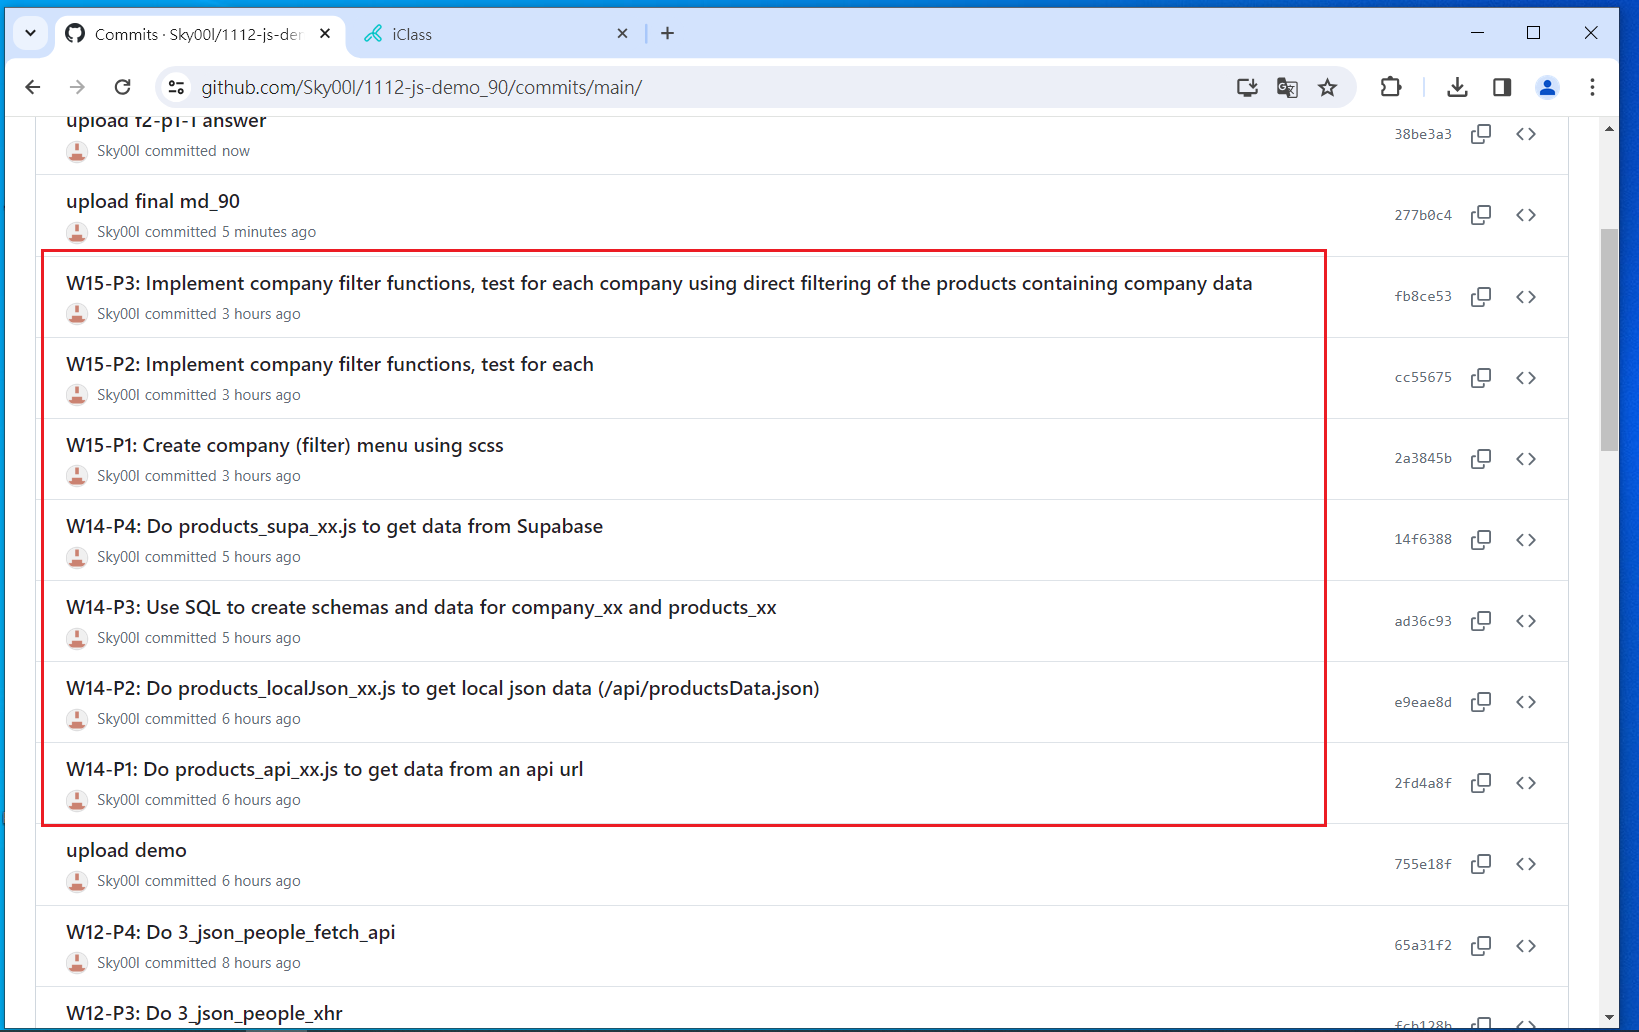 Commits · Sky00l/1112-js-der
iClass
github.com/Sky00l/1112-js-demo_90/commits/main/
upload f2-p1-1 answer
38be3a3
Sky00l committed now
upload final md_90
277b0c4
Sky00l committed 5 minutes ago
W15-P3: Implement company filter functions, test for each company using direct filtering of the products containing company data
fb8ce53
Sky00l committed 3 hours ago
W15-P2: Implement company filter functions, test for each
cc55675
Sky00l committed 3 hours ago
W15-P1: Create company (filter) menu using scss
2a3845b
Sky00l committed 3 hours ago
W14-P4: Do products_supa_xx.js to get data from Supabase
14f6388
Sky00l committed 5 hours ago
W14-P3: Use SQL to create schemas and data for company_xx and products_xx
ad36c93
Sky00l committed 5 hours ago
W14-P2: Do products_localJson_xx.js to get local json data (/api/productsData.json)
e9eae8d
Sky00l committed 6 hours ago
W14-P1: Do products_api_xx.js to get data from an api url
2fd4a8f
Sky00l committed 6 hours ago
upload demo
755e18f
Sky00l committed 6 hours ago
W12-P4: Do 3_json_people_fetch_api
65a31f2
Sky00l committed 8 hours ago
W12-P3: Do 3_json_people_xhr
fcb128b